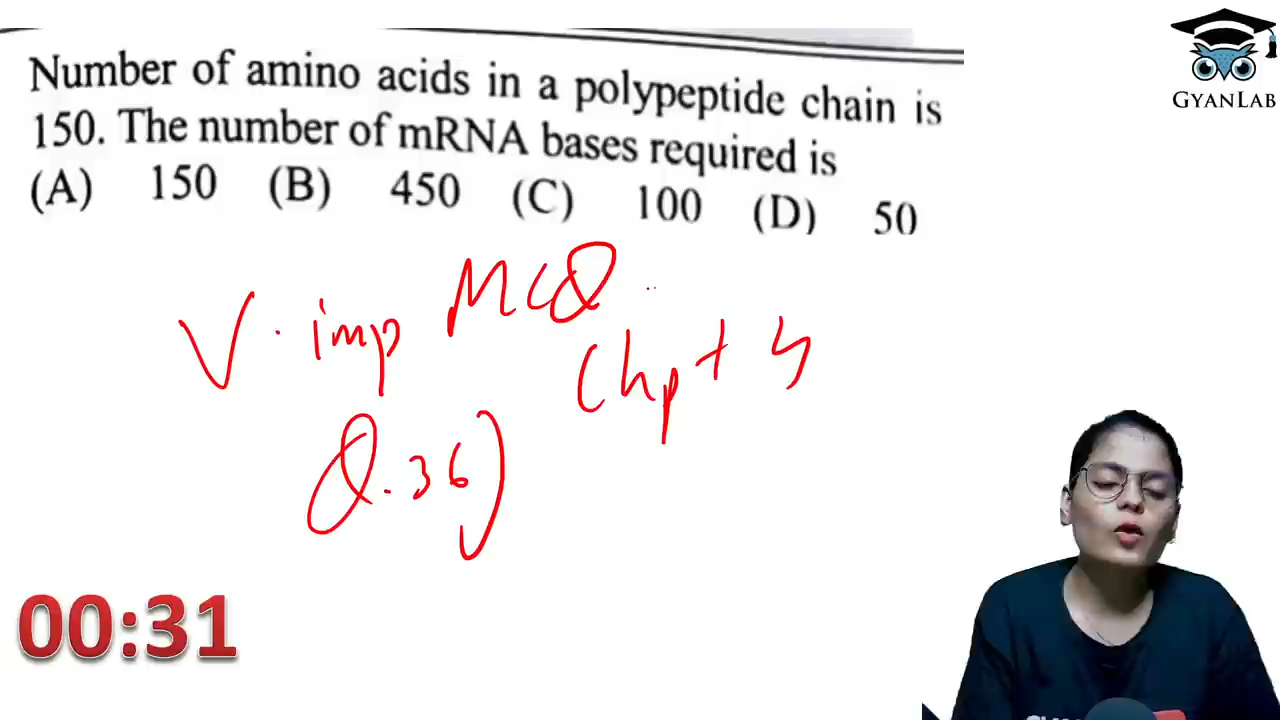 Number of amino acids in a polypeptide chain is
150. The number of mRNA bases required is
(A) 150 (B) 450 (C) 100 (D) 50
GYANLAB
V. imp MCQ
Chpt 5
Q.36)
00:31